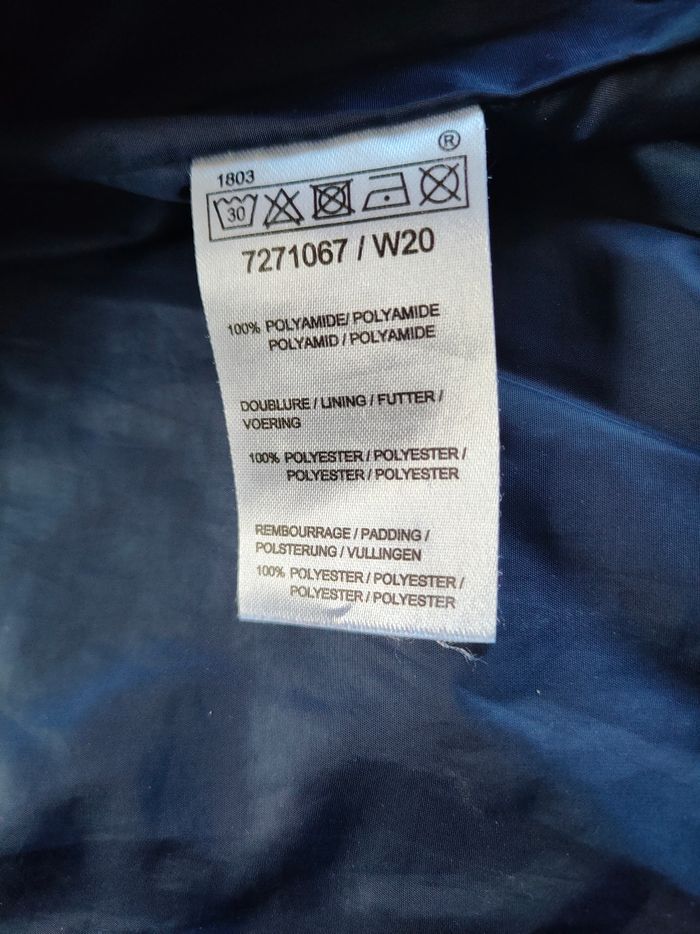 ®
1803
30
7271067 / W20
100% POLYAMIDE/ POLYAMIDE
POLYAMID / POLYAMIDE
DOUBLURE / LINING / FUTTER /
VOERING
100% POLYESTER / POLYESTER /
POLYESTER / POLYESTER
REMBOURRAGE / PADDING /
POLSTERUNG / VULLINGEN
100% POLYESTER / POLYESTER /
POLYESTER / POLYESTER